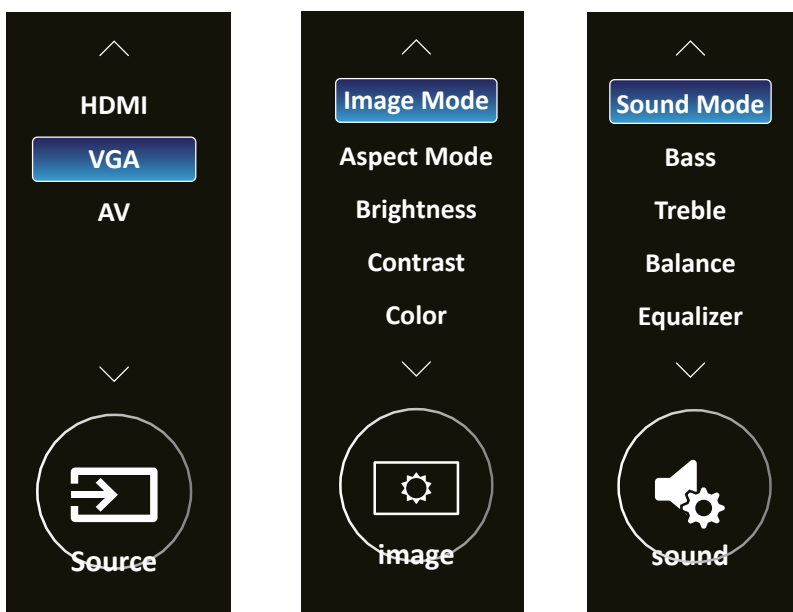 HDMI
VGA
AV
Source
Image Mode
Aspect Mode
Brightness
Contrast
Color
image
Sound Mode
Bass
Treble
Balance
Equalizer
sound